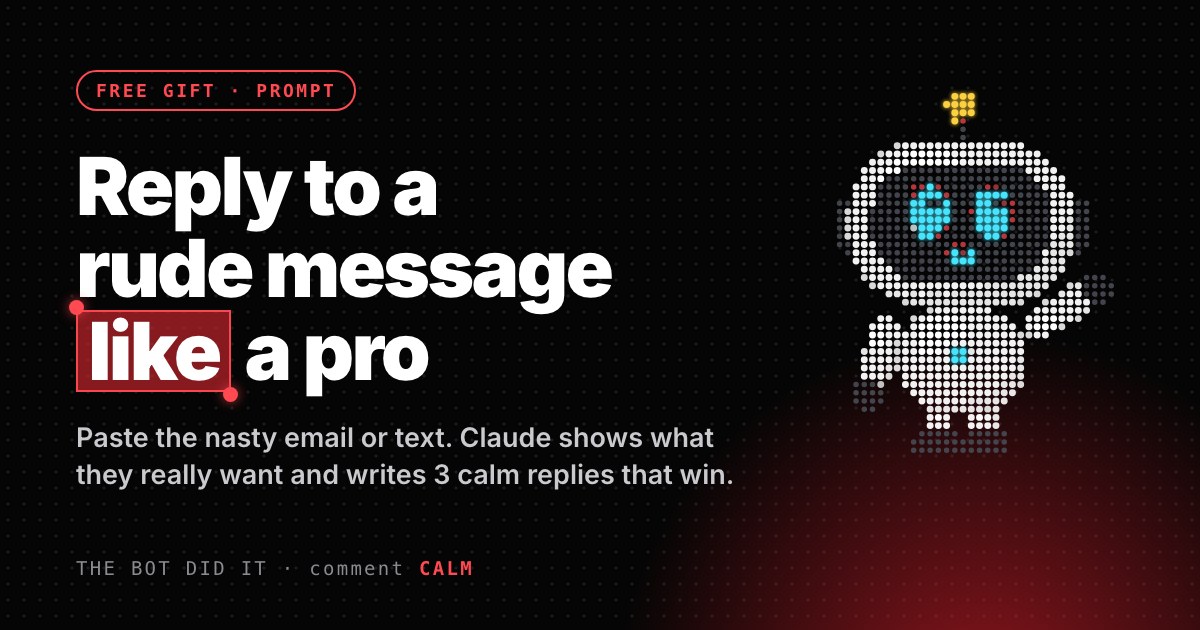 FREE GIFT · PROMPT
Reply to a
rude message
like a pro
Paste the nasty email or text. Claude shows what
they really want and writes 3 calm replies that win.
THE BOT DID IT · comment CALM